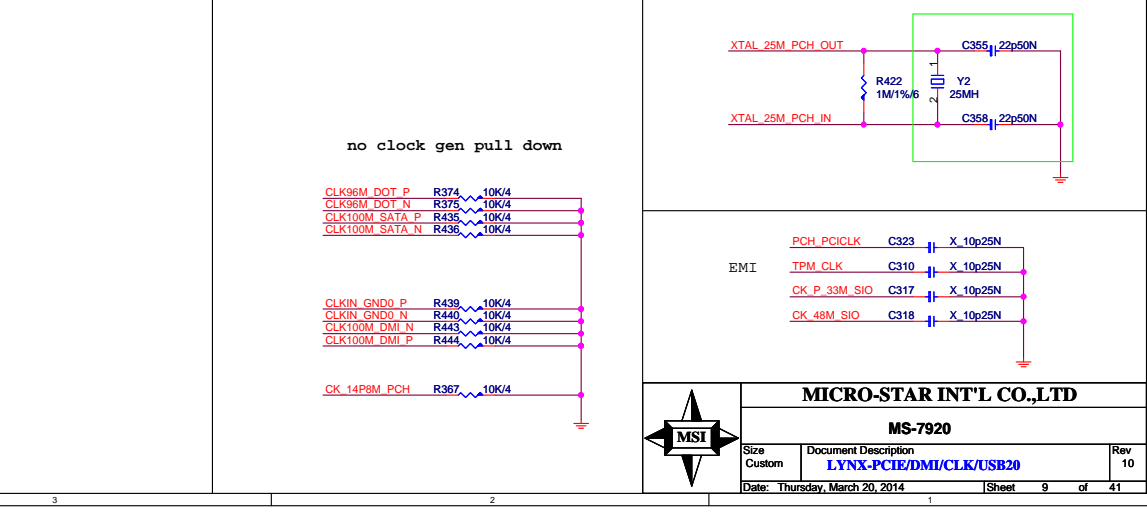 XTAL_25M_PCH_OUT C355 22p50N
1
R422 Y2
1M/1%/6 25MH
2
XTAL_25M_PCH_IN C358 22p50N
no clock gen pull down
CLK96M_DOT_P R374 10K/4
CLK96M_DOT_N R375 10K/4
CLK100M_SATA_P R435 10K/4
CLK100M_SATA_N R436 10K/4
CLKIN_GND0_P R439 10K/4
CLKIN_GND0_N R440 10K/4
CLK100M_DMI_N R443 10K/4
CLK100M_DMI_P R444 10K/4
CK_14P8M_PCH R367 10K/4
PCH_PCICLK C323 X_10p25N
EMI TPM_CLK C310 X_10p25N
CK_P_33M_SIO C317 X_10p25N
CK_48M_SIO C318 X_10p25N
MSI
MICRO-STAR INT'L CO.,LTD
MS-7920
Size Document Description Rev
Custom LYNX-PCIE/DMI/CLK/USB20 10
Date: Thursday, March 20, 2014 Sheet 9 of 41
3 2 1